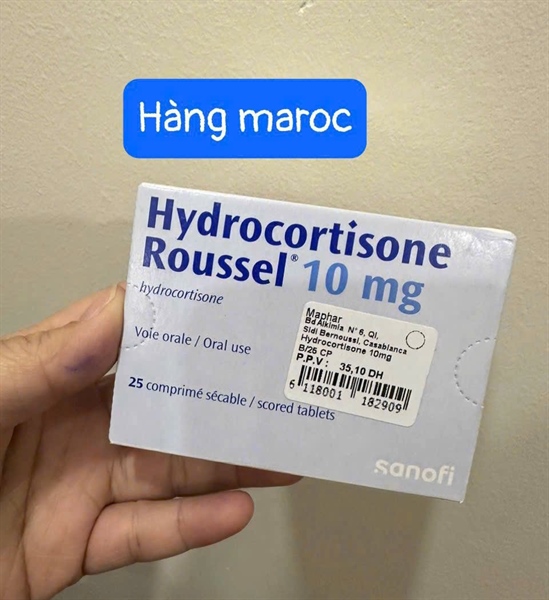 Hàng maroc
Hydrocortisone
Roussel® 10 mg
hydrocortisone
Voie orale / Oral use
25 comprimé sécable / scored tablets
Maphar
Bd Alkimia N° 6, QI,
Sidi Bernoussi, Casablanca
Hydrocortisone 10mg
B/25 CP
P.P.V : 35,10 DH
6 118001 182909
sanofi